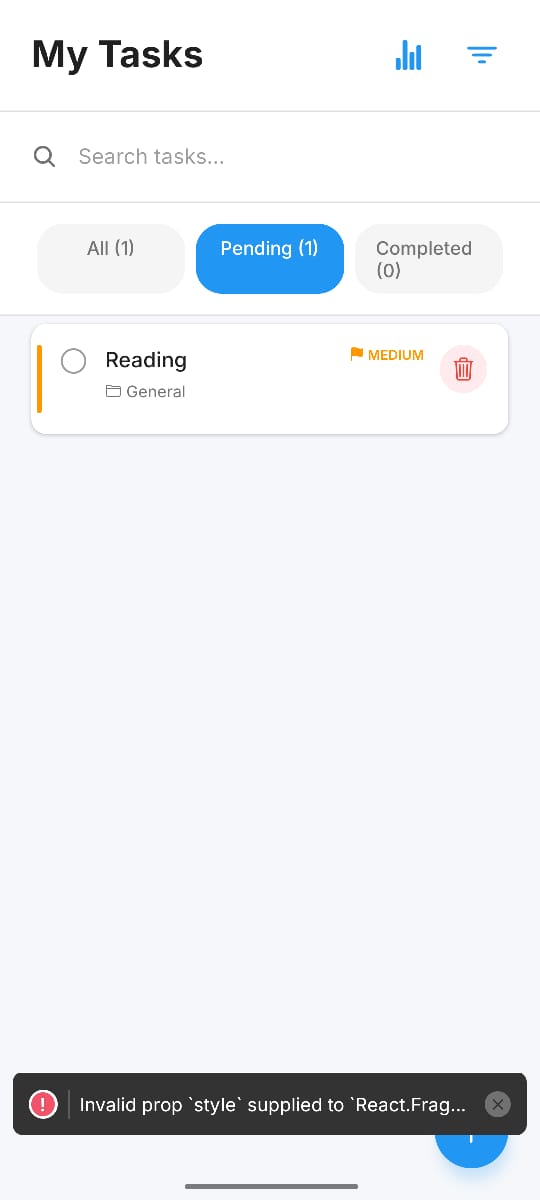 My Tasks
Search tasks...
All (1)
Pending (1)
Completed
(0)
Reading
MEDIUM
General
Invalid prop `style` supplied to `React.Frag...